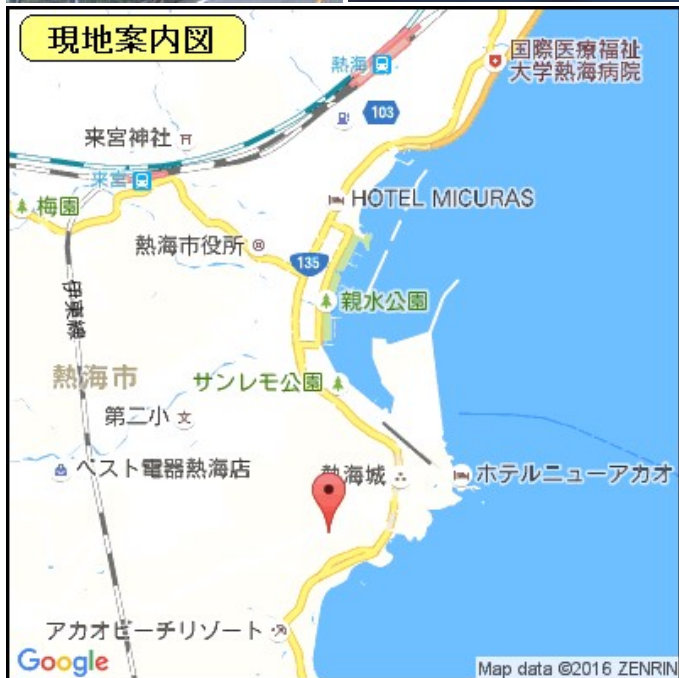 現地案内図
熱海
国際医療福祉
大学熱海病院
103
来宮神社
来宮
梅園
HOTEL MICURAS
熱海市役所
135
親水公園
伊東線
熱海市
サンレモ公園
第二小
文
ベスト電器熱海店
熱海城
ホテルニューアカオ
アカオビーチリゾート
Google
Map data ©2016 ZENRIN